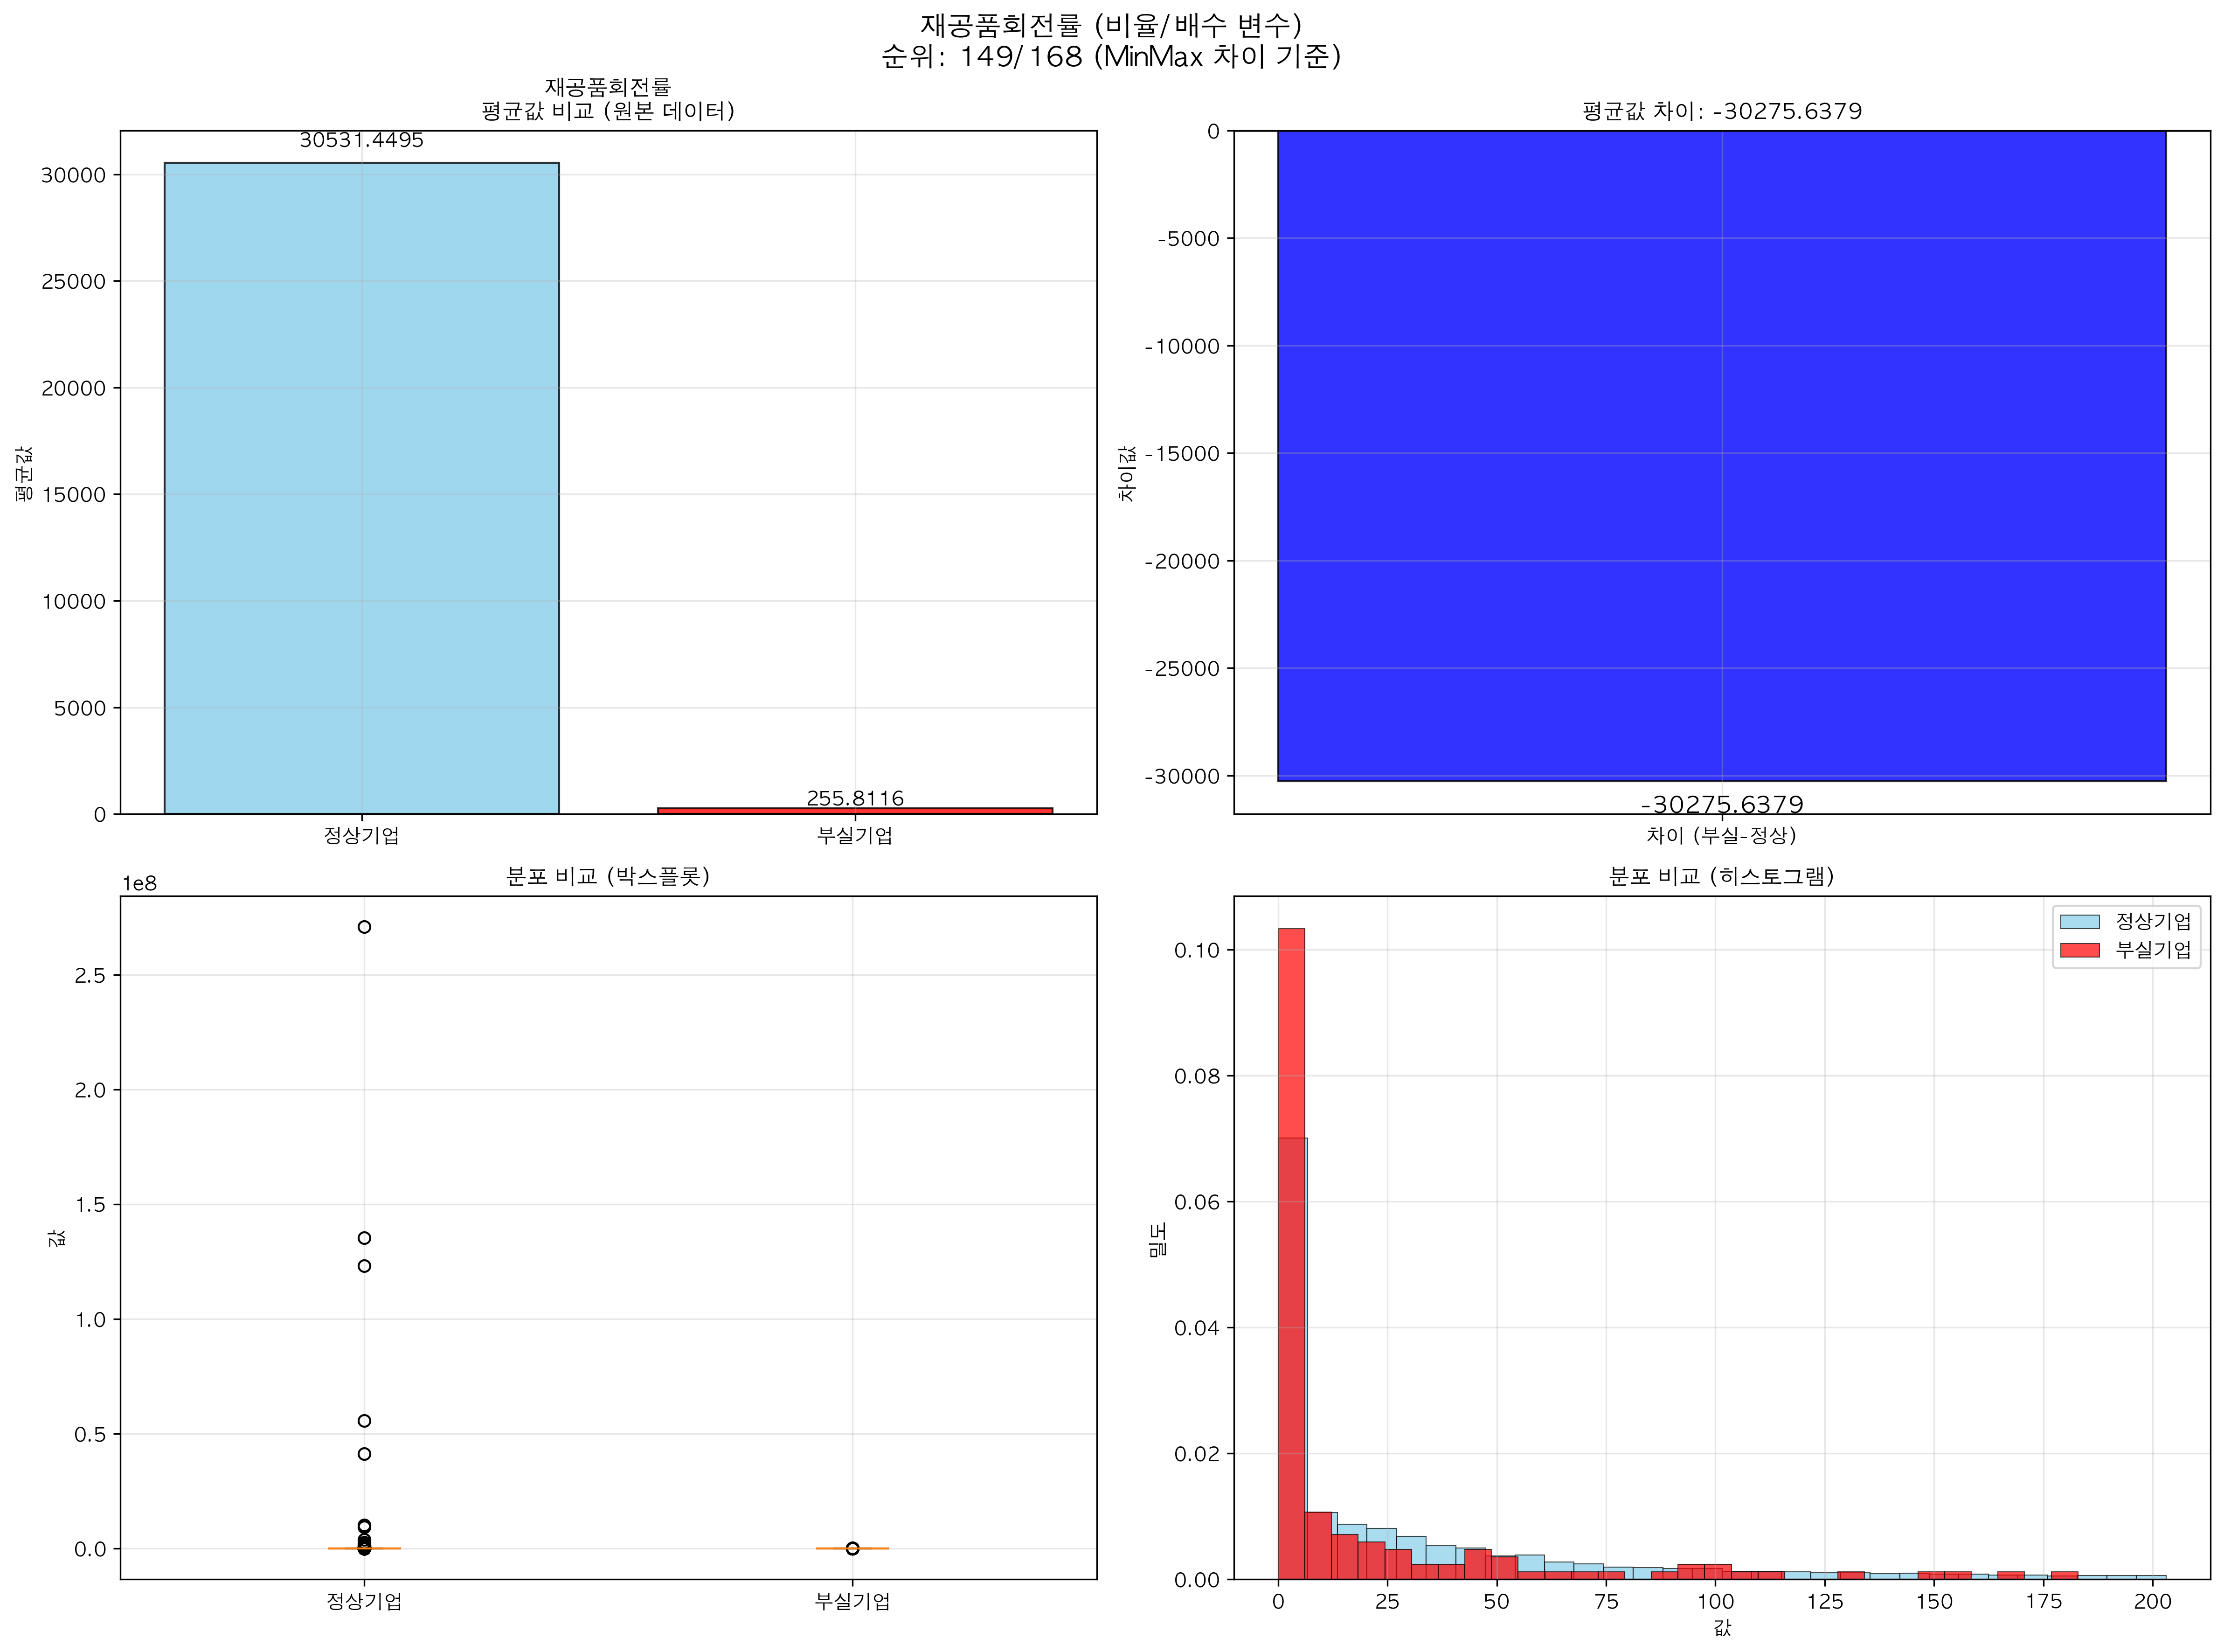 재공품회전률 (비율/배수 변수)
순위: 149/168 (MinMax 차이 기준)
재공품회전률
평균값 비교 (원본 데이터)
30531.4495
255.8116
30000
25000
20000
15000
10000
5000
0
평균값
정상기업
부실기업
평균값 차이: -30275.6379
0
-5000
-10000
-15000
-20000
-25000
-30000
차이값
-30275.6379
차이 (부실-정상)
분포 비교 (박스플롯)
1e8
2.5
2.0
1.5
1.0
0.5
0.0
값
정상기업
부실기업
분포 비교 (히스토그램)
정상기업
부실기업
0.10
0.08
0.06
0.04
0.02
0.00
밀도
0
25
50
75
100
125
150
175
200
값